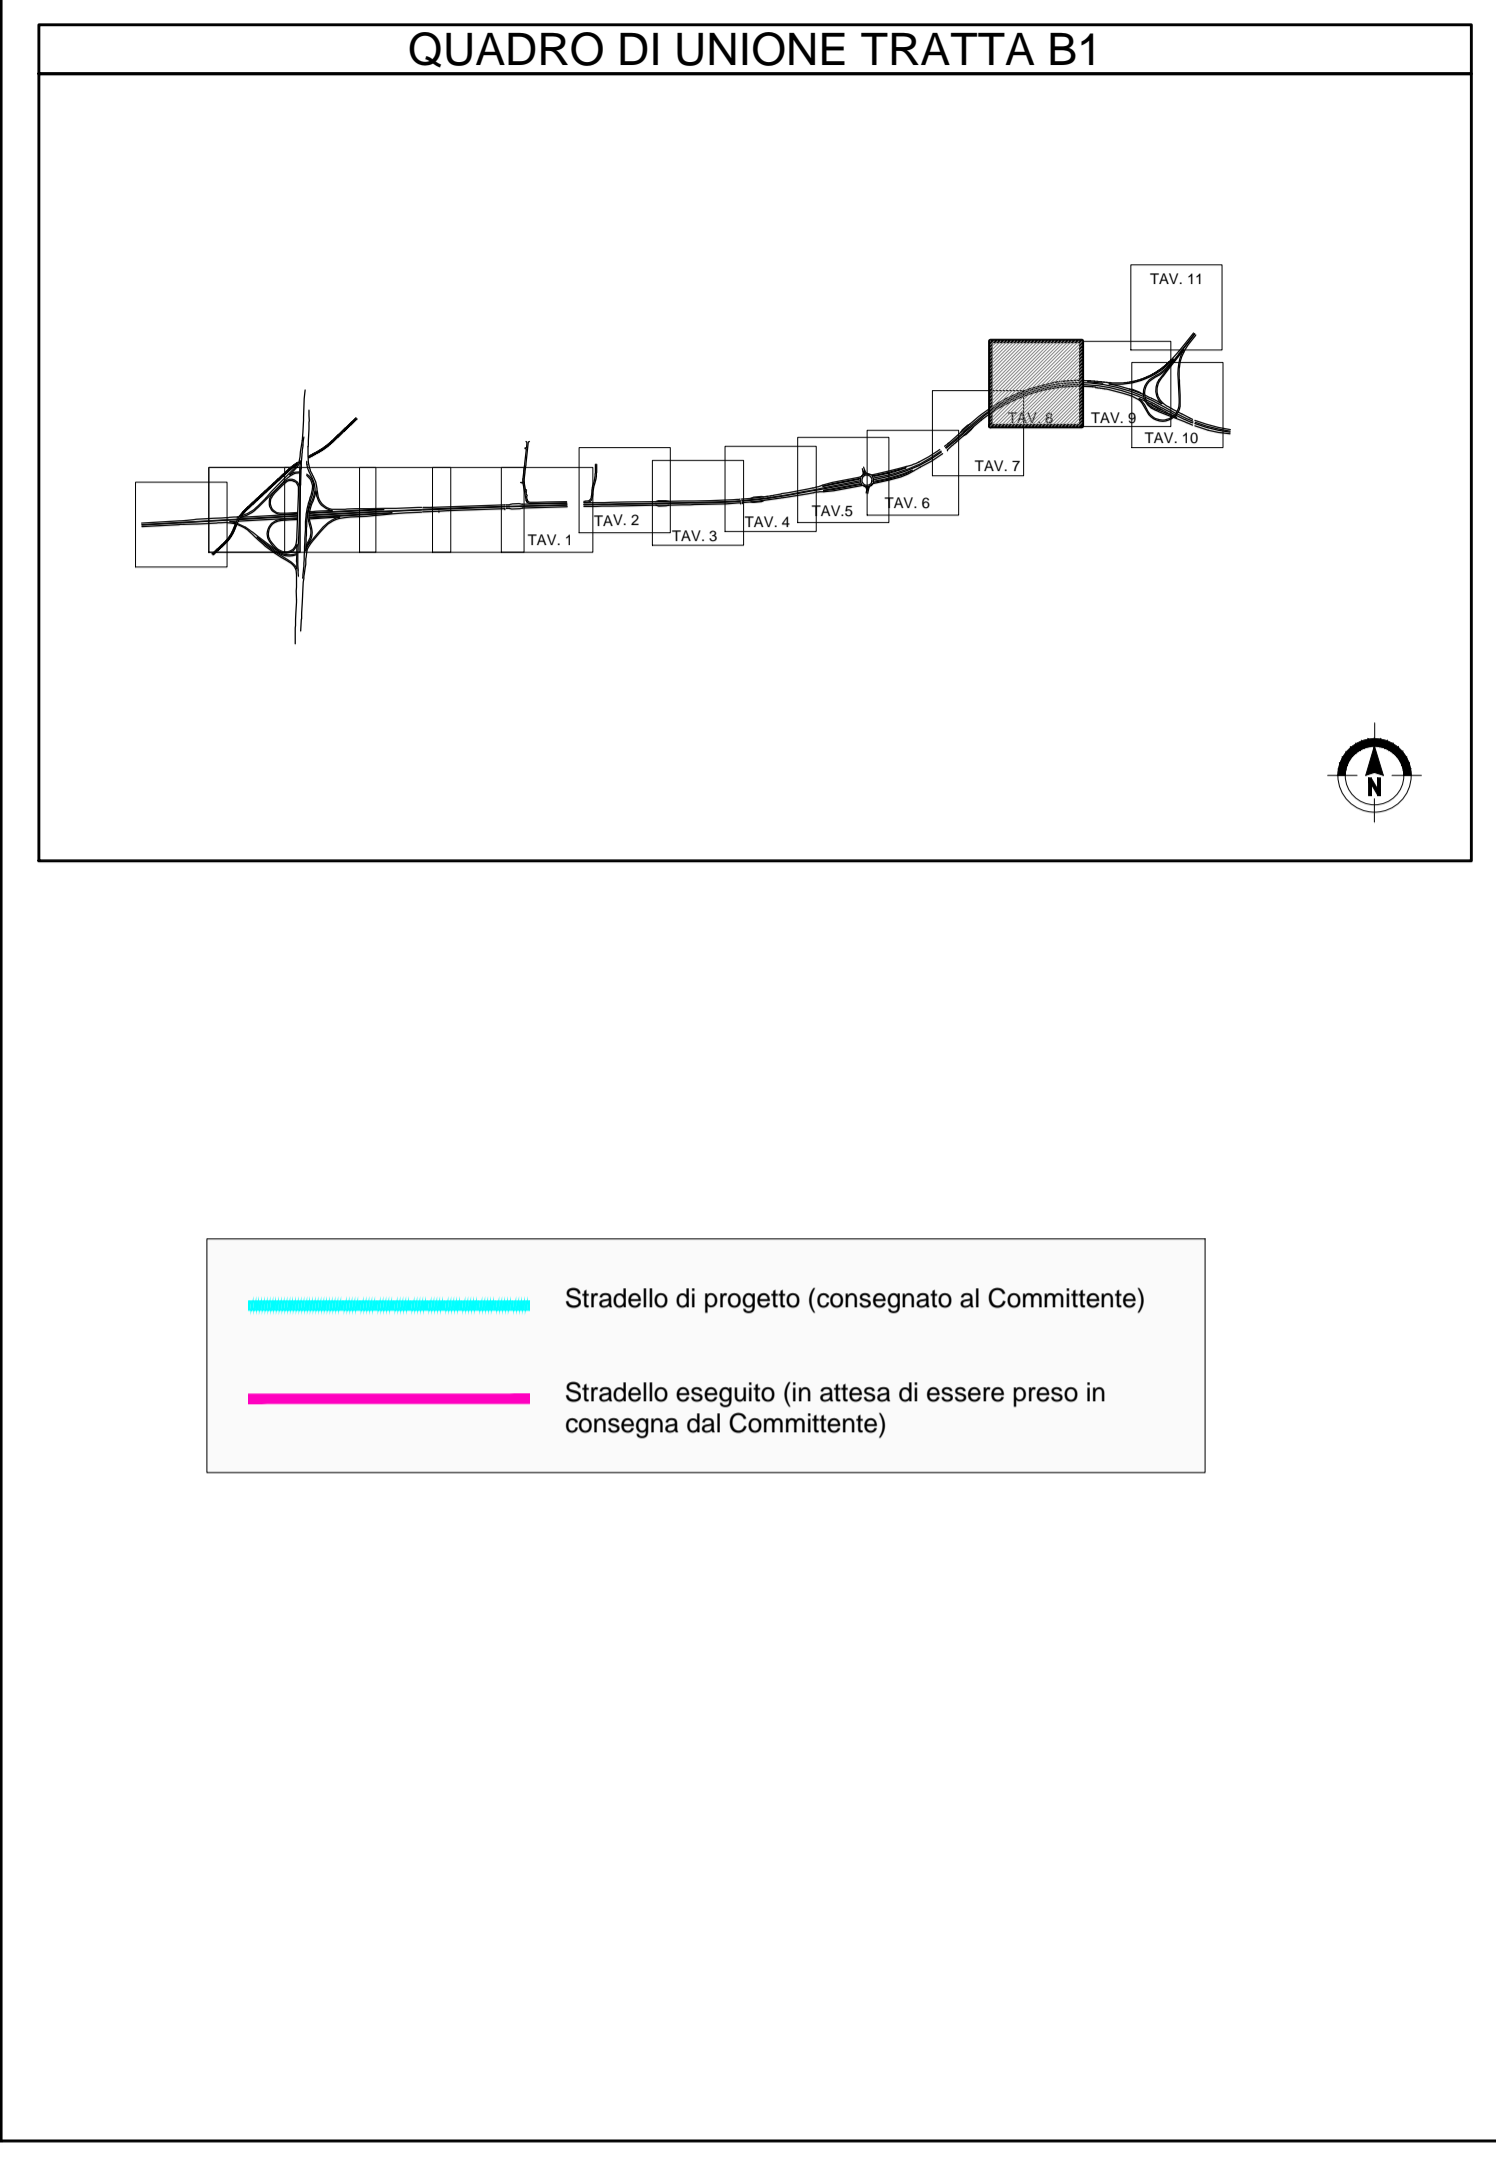 QUADRO DI UNIONE TRATTA B1
TAV. 11
TAV. 8
TAV. 9
TAV. 10
TAV. 7
TAV. 6
TAV.5
TAV. 4
TAV. 3
TAV. 2
TAV. 1
N
Stradello di progetto (consegnato al Committente)
Stradello eseguito (in attesa di essere preso in
consegna dal Committente)